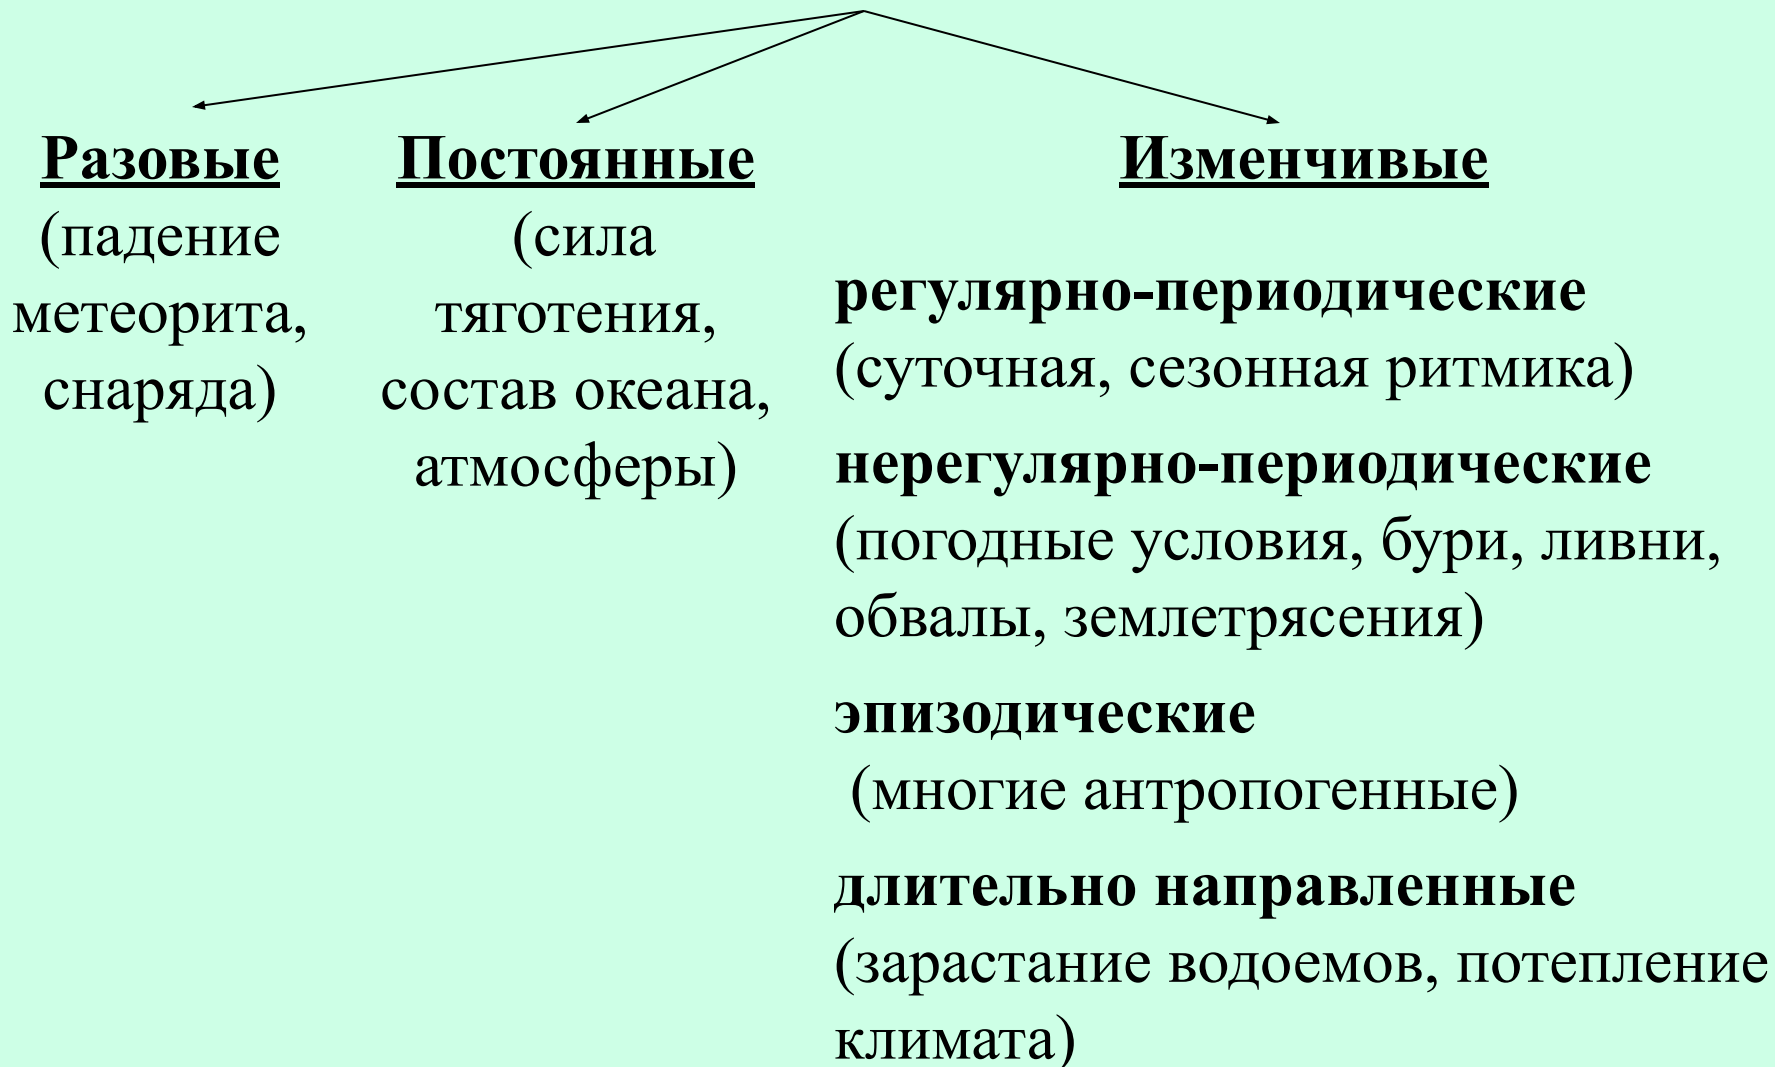 Разовые
(падение
метеорита,
снаряда)
Постоянные
(сила
тяготения,
состав океана,
атмосферы)
Изменчивые
регулярно-периодические
(суточная, сезонная ритмика)
нерегулярно-периодические
(погодные условия, бури, ливни,
обвалы, землетрясения)
эпизодические
(многие антропогенные)
длительно направленные
(зарастание водоемов, потепление
климата)